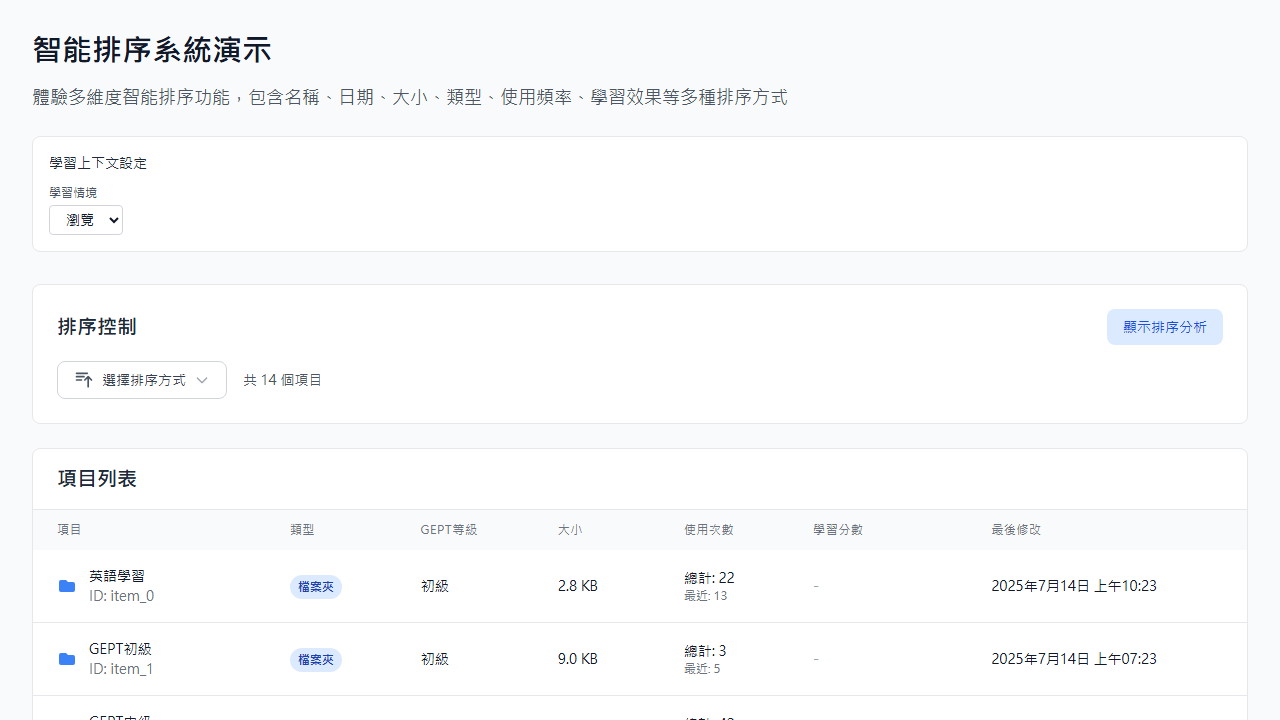 智能排序系統演示
體驗多維度智能排序功能，包含名稱、日期、大小、類型、使用頻率、學習效果等多種排序方式
學習上下文設定
學習情境
瀏覽
排序控制
顯示排序分析
選擇排序方式
共 14 個項目
項目列表
項目 類型 GEPT等級 大小 使用次數 學習分數 最後修改
英語學習
ID: item_0
檔案夾
初級
2.8 KB
總計: 22
最近: 13
-
2025年7月14日 上午10:23
GEPT初級
ID: item_1
檔案夾
初級
9.0 KB
總計: 3
最近: 5
-
2025年7月14日 上午07:23